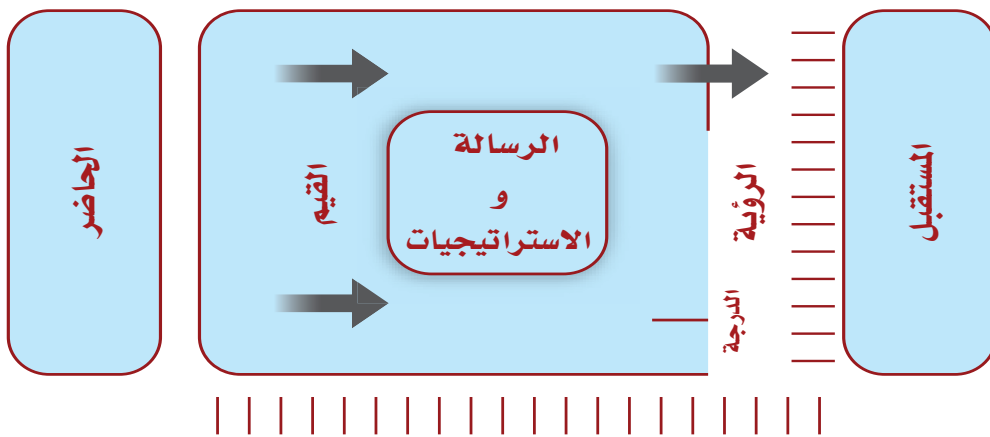 الحاضر
القيم
الرسالة
و
الاستراتيجيات
الرؤية
الدرجة
المستقبل